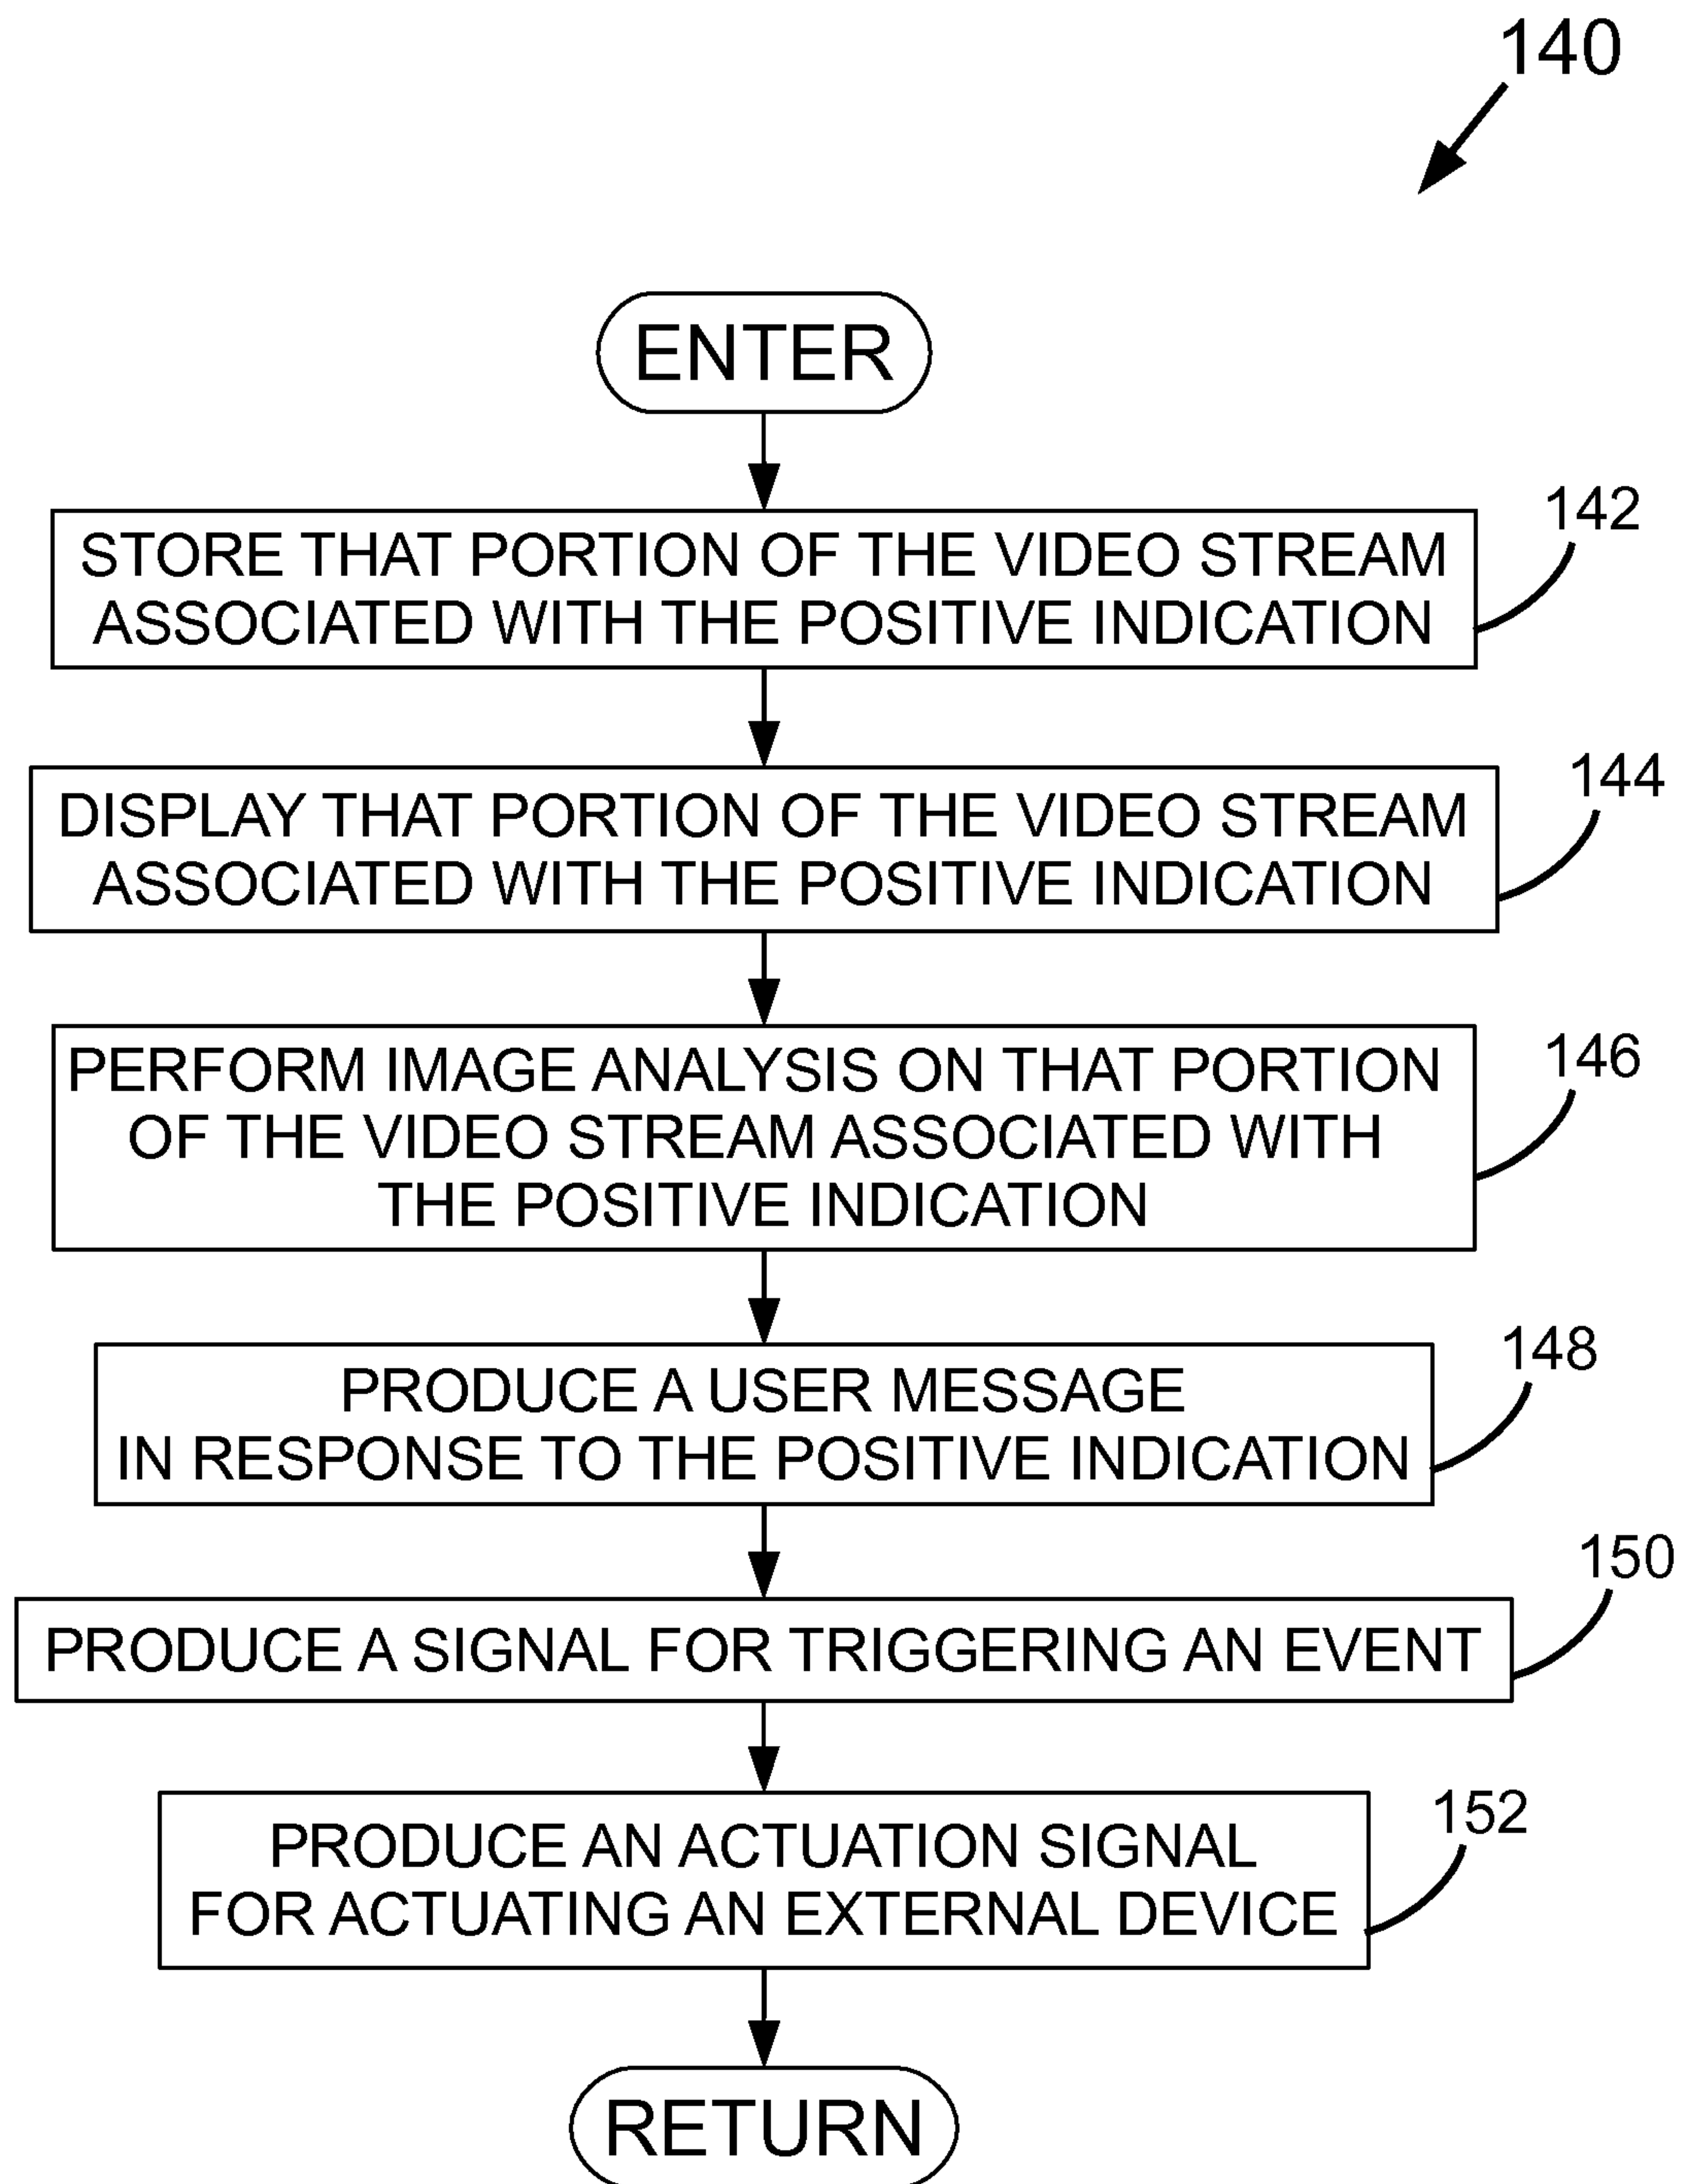 140
ENTER
142
STORE THAT PORTION OF THE VIDEO STREAM
ASSOCIATED WITH THE POSITIVE INDICATION
144
DISPLAY THAT PORTION OF THE VIDEO STREAM
ASSOCIATED WITH THE POSITIVE INDICATION
146
PERFORM IMAGE ANALYSIS ON THAT PORTION
OF THE VIDEO STREAM ASSOCIATED WITH
THE POSITIVE INDICATION
148
PRODUCE A USER MESSAGE
IN RESPONSE TO THE POSITIVE INDICATION
150
PRODUCE A SIGNAL FOR TRIGGERING AN EVENT
152
PRODUCE AN ACTUATION SIGNAL
FOR ACTUATING AN EXTERNAL DEVICE
RETURN